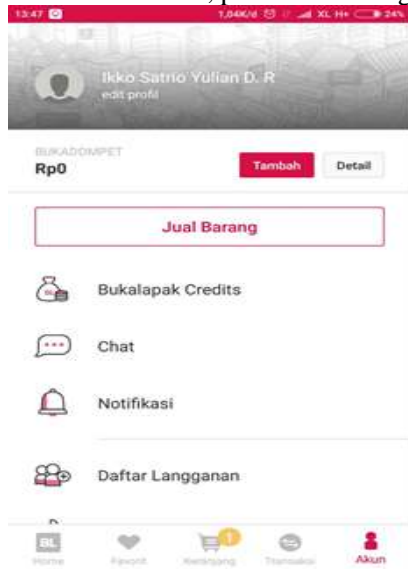 13:47 1,04K/d XL H+ 24%
Ikko Satrio Yulian D. R
edit profil
BUKADOMPET
Rp0
Tambah Detail
Jual Barang
Bukalapak Credits
Chat
Notifikasi
Daftar Langganan
BL 1
Home Favorit Keranjang Transaksi Akun